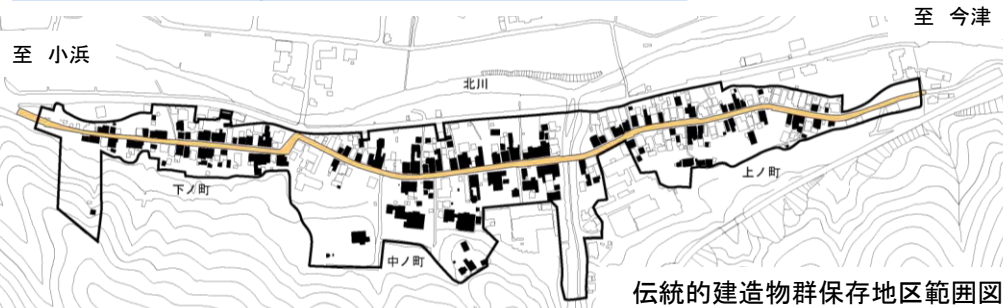 至 今津
至 小浜
北川
下ノ町
上ノ町
中ノ町
伝統的建造物群保存地区範囲図